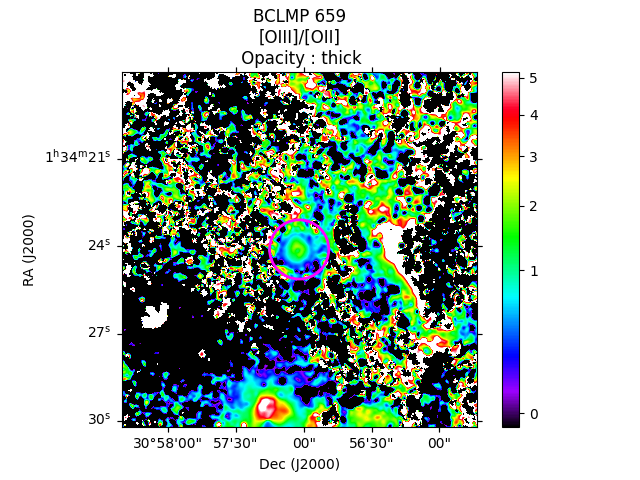 BCLMP 659
[OIII]/[OII]
Opacity : thick
RA (J2000)
1ʰ34ᵐ21ˢ
24ˢ
27ˢ
30ˢ
30°58'00" 57'30" 00" 56'30" 00"
Dec (J2000)
5
4
3
2
1
0